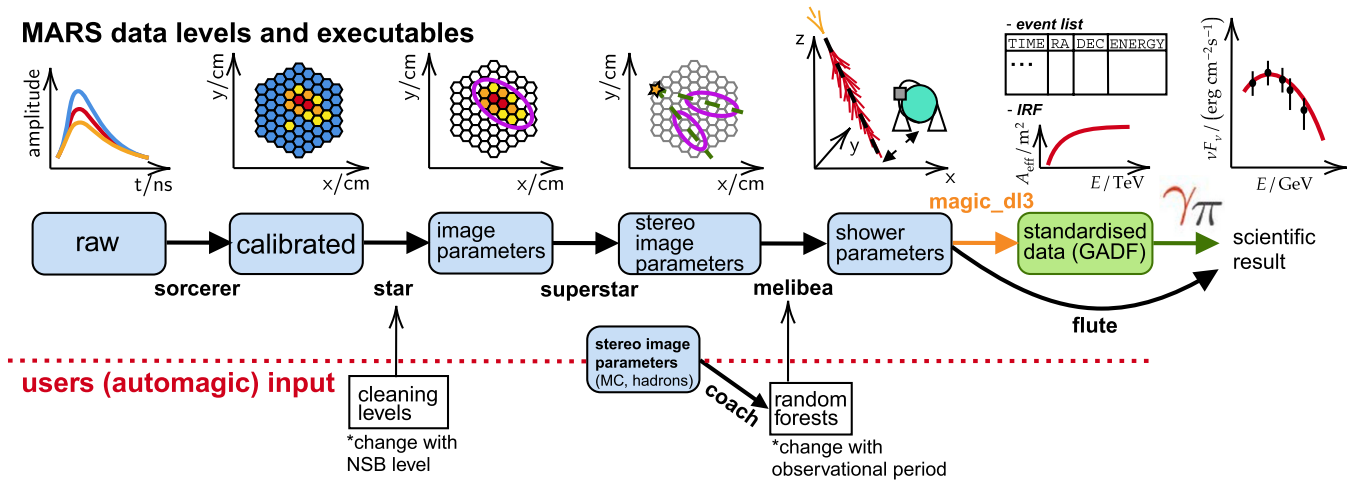 MARS data levels and executables
amplitude
t/ns
y/cm
x/cm
y/cm
x/cm
y/cm
x/cm
z
y
x
- event list
TIME RA DEC ENERGY
...
- IRF
A_eff / m²
E / TeV
νF_ν / (erg cm⁻²s⁻¹
E / GeV
raw
calibrated
image
parameters
stereo
image
parameters
shower
parameters
magic_dl3
standardised
data (GADF)
γπ
scientific
result
sorcerer
star
superstar
melibea
flute
stereo image
parameters
(MC, hadrons)
coach
users (automagic) input
cleaning
levels
*change with
NSB level
random
forests
*change with
observational period